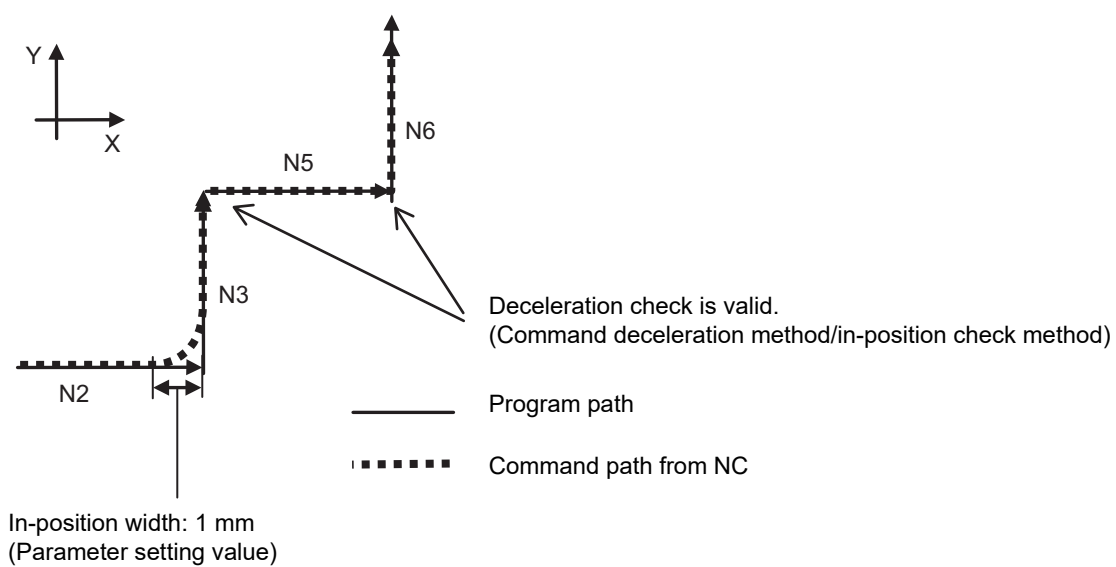 Y
X
N6
N5
N3
Deceleration check is valid.
(Command deceleration method/in-position check method)
N2
Program path
Command path from NC
In-position width: 1 mm
(Parameter setting value)